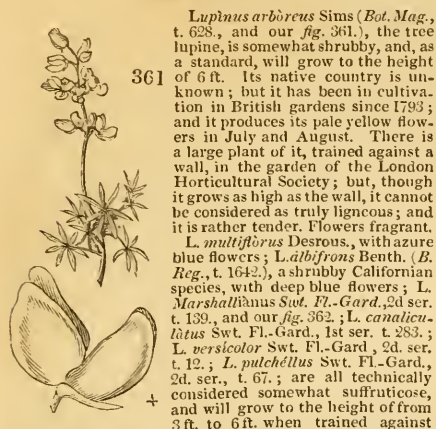 Lupinus arbòreus Sims (Bot. Mag.,
t. 628., and our fig. 361.), the tree
lupine, is somewhat shrubby, and, as
a standard, will grow to the height
361 of 6 ft. Its native country is un-
known; but it has been in cultiva-
tion in British gardens since 1793;
and it produces its pale yellow flow-
ers in July and August. There is
a large plant of it, trained against a
wall, in the garden of the London
Horticultural Society; but, though
it grows as high as the wall, it cannot
be considered as truly ligneous; and
it is rather tender. Flowers fragrant.
L. multiflòrus Desrous., with azure
blue flowers; L. álbifrons Benth. (B.
Reg., t. 1642.), a shrubby Californian
species, with deep blue flowers; L.
Marshalliànus Swt. Fl.-Gard., 2d ser.
t. 139., and our fig. 362.; L. canalicu-
làtus Swt. Fl.-Gard., 1st ser. t. 283.;
L. versícolor Swt. Fl.-Gard, 2d. ser.
t. 12.; L. pulchéllus Swt. Fl.-Gard.,
2d. ser., t. 67.; are all technically
considered somewhat suffruticose,
and will grow to the height of from
3 ft. to 6 ft. when trained against
+